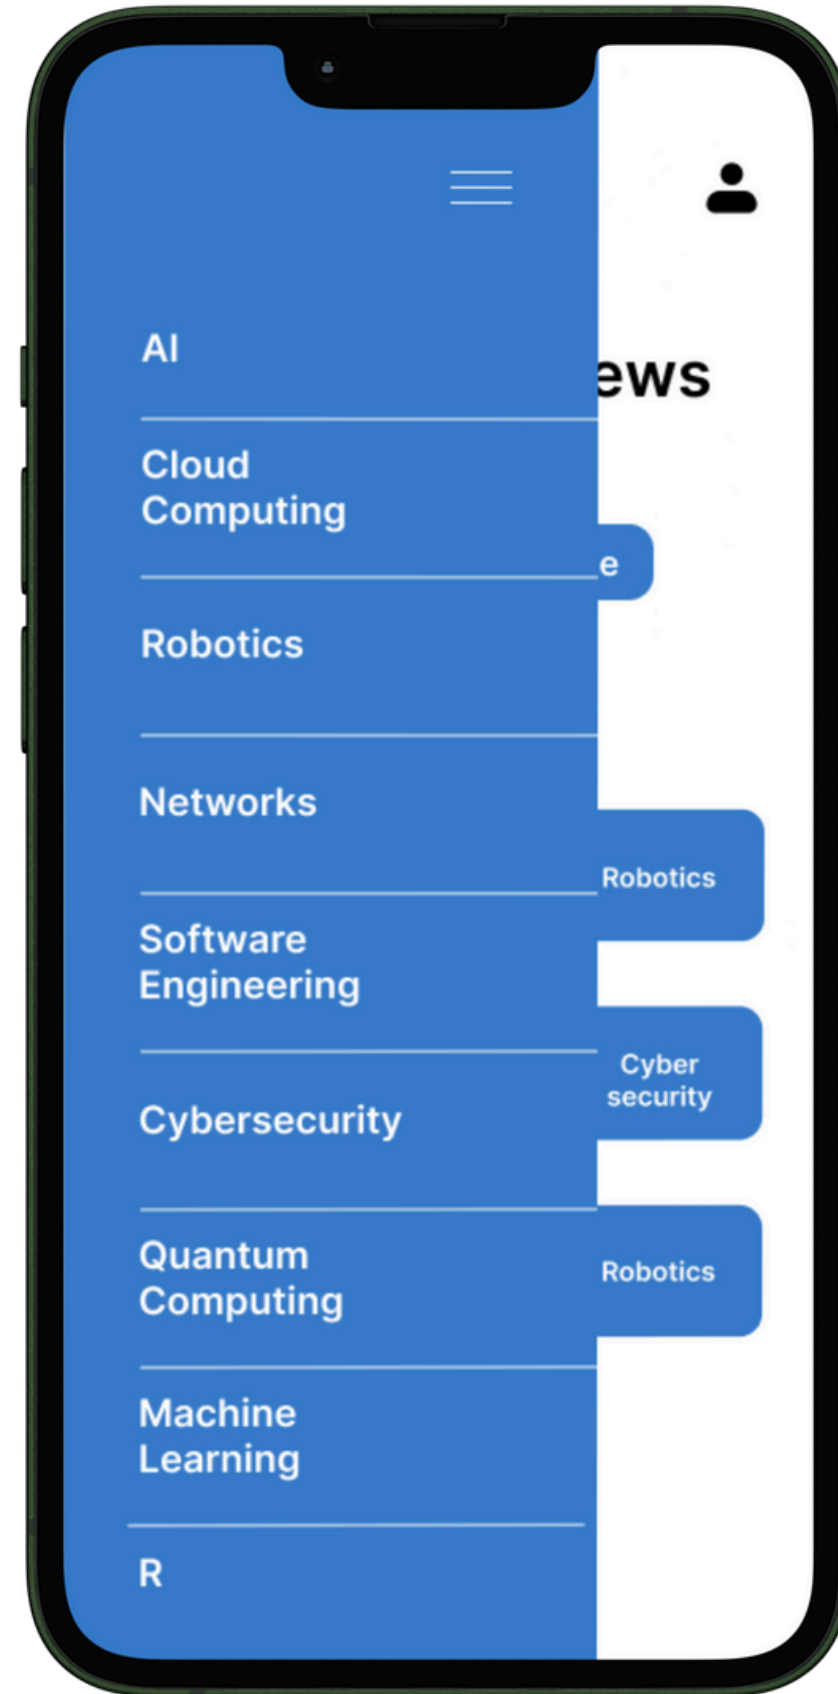 AI
Cloud
Computing
Robotics
Networks
Software
Engineering
Cybersecurity
Quantum
Computing
Machine
Learning
R
ews
e
Robotics
Cyber
security
Robotics